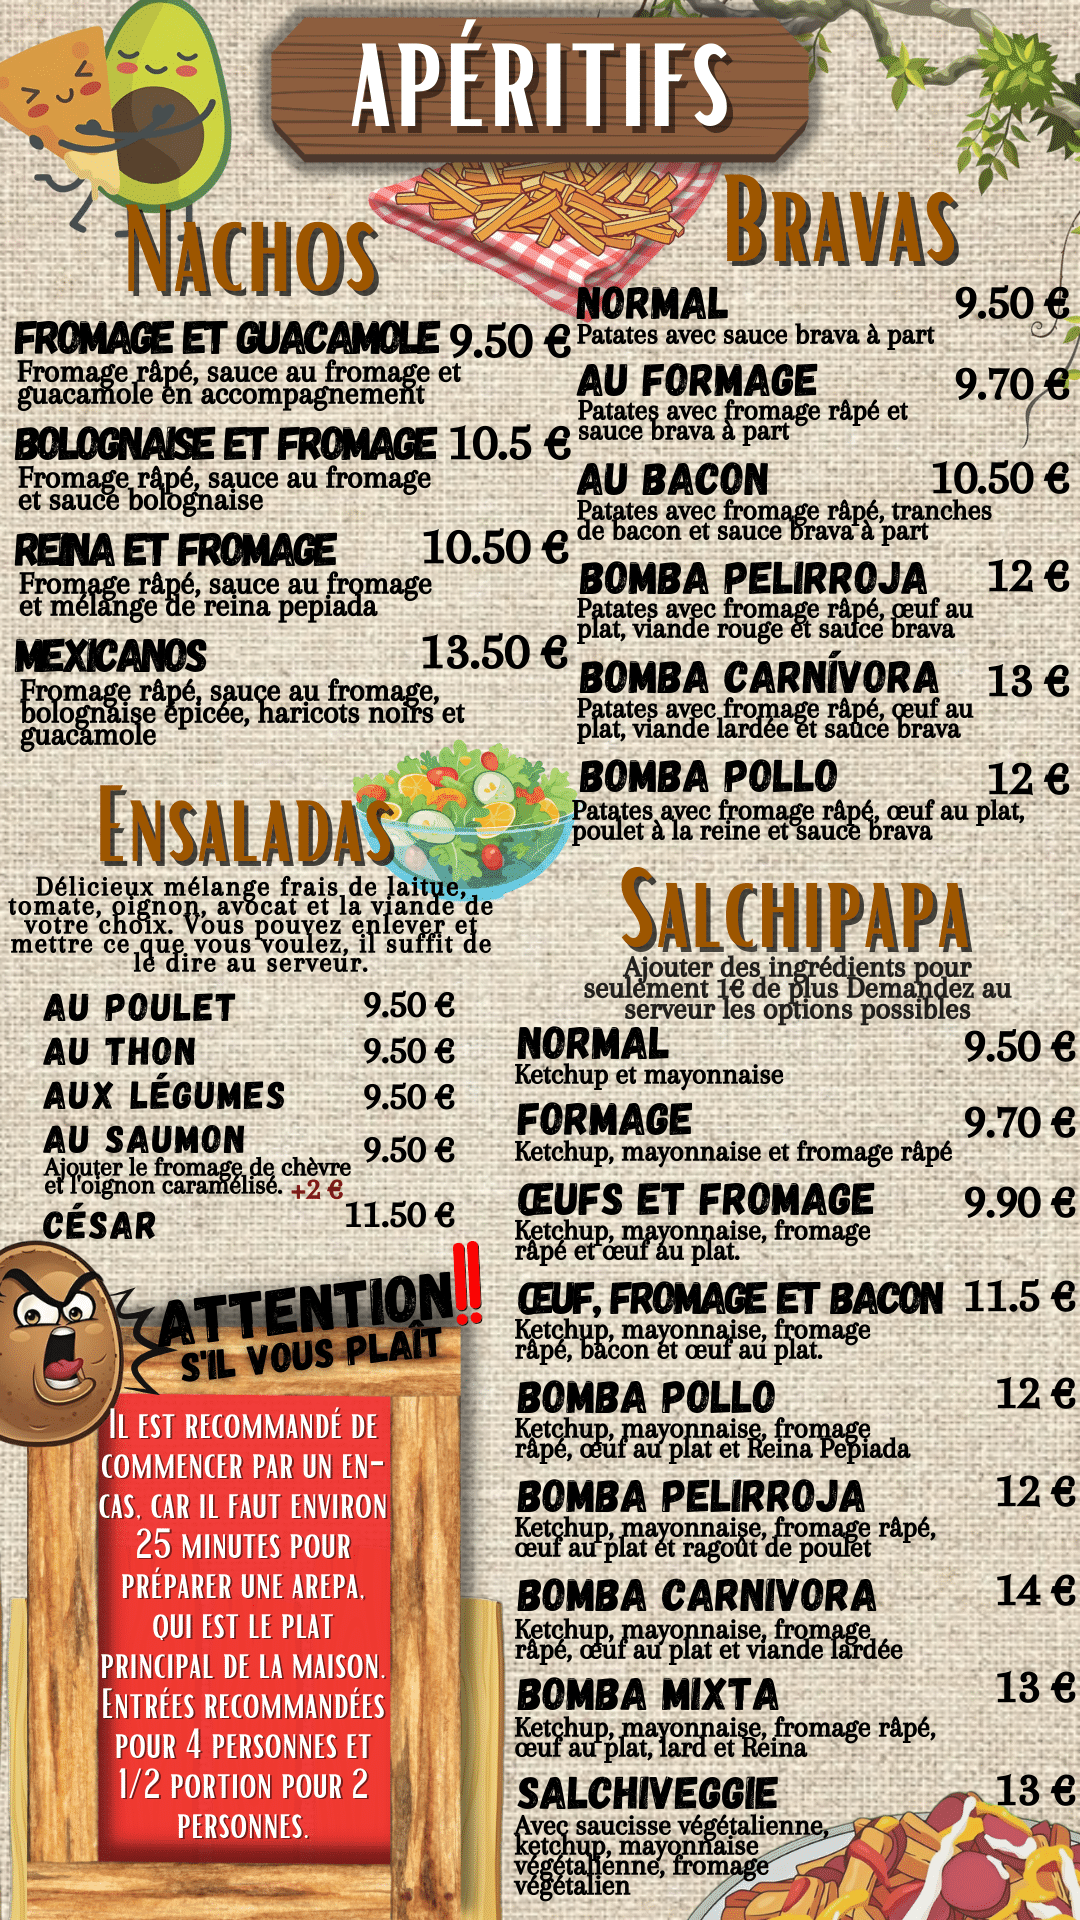 APÉRITIFS
NACHOS
FROMAGE ET GUACAMOLE 9.50 €
Fromage râpé, sauce au fromage et
guacamole en accompagnement
BOLOGNAISE ET FROMAGE 10.5 €
Fromage râpé, sauce au fromage
et sauce bolognaise
REINA ET FROMAGE 10.50 €
Fromage râpé, sauce au fromage
et mélange de reina pepiada
MEXICANOS 13.50 €
Fromage râpé, sauce au fromage,
bolognaise épicée, haricots noirs et
guacamole
BRAVAS
NORMAL 9.50 €
Patates avec sauce brava à part
AU FORMAGE 9.70 €
Patates avec fromage râpé et
sauce brava à part
AU BACON 10.50 €
Patates avec fromage râpé, tranches
de bacon et sauce brava à part
BOMBA PELIRROJA 12 €
Patates avec fromage râpé, œuf au
plat, viande rouge et sauce brava
BOMBA CARNÍVORA 13 €
Patates avec fromage râpé, œuf au
plat, viande lardée et sauce brava
BOMBA POLLO 12 €
Patates avec fromage râpé, œuf au plat,
poulet à la reine et sauce brava
ENSALADAS
Délicieux mélange frais de laitue,
tomate, oignon, avocat et la viande de
votre choix. Vous pouvez enlever et
mettre ce que vous voulez, il suffit de
le dire au serveur.
AU POULET 9.50 €
AU THON 9.50 €
AUX LÉGUMES 9.50 €
AU SAUMON 9.50 €
Ajouter le fromage de chèvre
et l'oignon caramélisé. +2 €
CÉSAR 11.50 €
ATTENTION!!
S'IL VOUS PLAÎT
IL EST RECOMMANDÉ DE
COMMENCER PAR UN EN-
CAS, CAR IL FAUT ENVIRON
25 MINUTES POUR
PRÉPARER UNE AREPA,
QUI EST LE PLAT
PRINCIPAL DE LA MAISON.
ENTRÉES RECOMMANDÉES
POUR 4 PERSONNES ET
1/2 PORTION POUR 2
PERSONNES.
SALCHIPAPA
Ajouter des ingrédients pour
seulement 1€ de plus Demandez au
serveur les options possibles
NORMAL 9.50 €
Ketchup et mayonnaise
FORMAGE 9.70 €
Ketchup, mayonnaise et fromage râpé
ŒUFS ET FROMAGE 9.90 €
Ketchup, mayonnaise, fromage
râpé et œuf au plat.
ŒUF, FROMAGE ET BACON 11.5 €
Ketchup, mayonnaise, fromage
râpé, bacon et œuf au plat.
BOMBA POLLO 12 €
Ketchup, mayonnaise, fromage
râpé, œuf au plat et Reina Pepiada
BOMBA PELIRROJA 12 €
Ketchup, mayonnaise, fromage râpé,
œuf au plat et ragoût de poulet
BOMBA CARNIVORA 14 €
Ketchup, mayonnaise, fromage
râpé, œuf au plat et viande lardée
BOMBA MIXTA 13 €
Ketchup, mayonnaise, fromage râpé,
œuf au plat, lard et Reina
SALCHIVEGGIE 13 €
Avec saucisse végétalienne,
ketchup, mayonnaise
végétalienne, fromage
végétalien